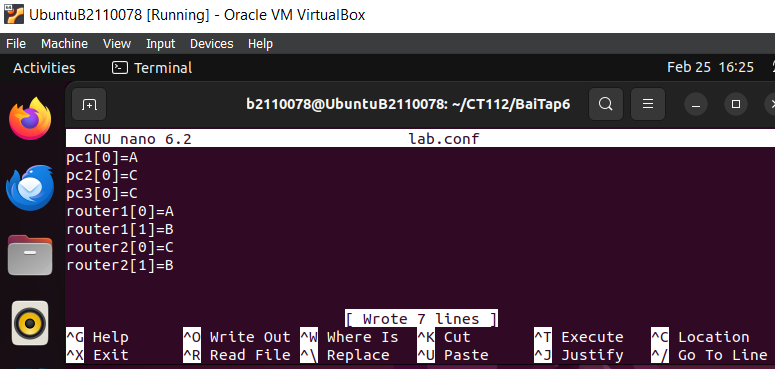 UbuntuB2110078 [Running] - Oracle VM VirtualBox
File Machine View Input Devices Help
Activities Terminal Feb 25 16:25
b2110078@UbuntuB2110078: ~/CT112/BaiTap6
GNU nano 6.2 lab.conf
pc1[0]=A
pc2[0]=C
pc3[0]=C
router1[0]=A
router1[1]=B
router2[0]=C
router2[1]=B
[ Wrote 7 lines ]
^G Help ^O Write Out ^W Where Is ^K Cut ^T Execute ^C Location
^X Exit ^R Read File ^\ Replace ^U Paste ^J Justify ^/ Go To Line